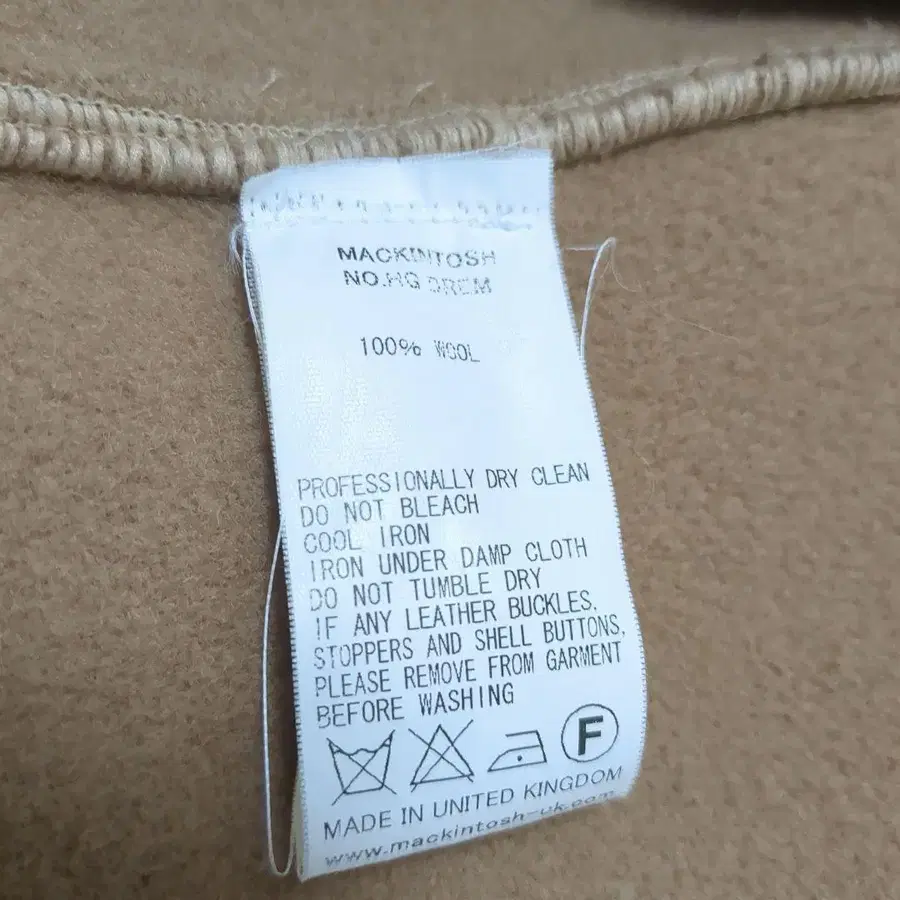 MACKINTOSH
NO.HG DREM
100% WOOL
PROFESSIONALLY DRY CLEAN
DO NOT BLEACH
COOL IRON
IRON UNDER DAMP CLOTH
DO NOT TUMBLE DRY
IF ANY LEATHER BUCKLES,
STOPPERS AND SHELL BUTTONS,
PLEASE REMOVE FROM GARMENT
BEFORE WASHING
F
MADE IN UNITED KINGDOM
www.mackintosh-uk.com